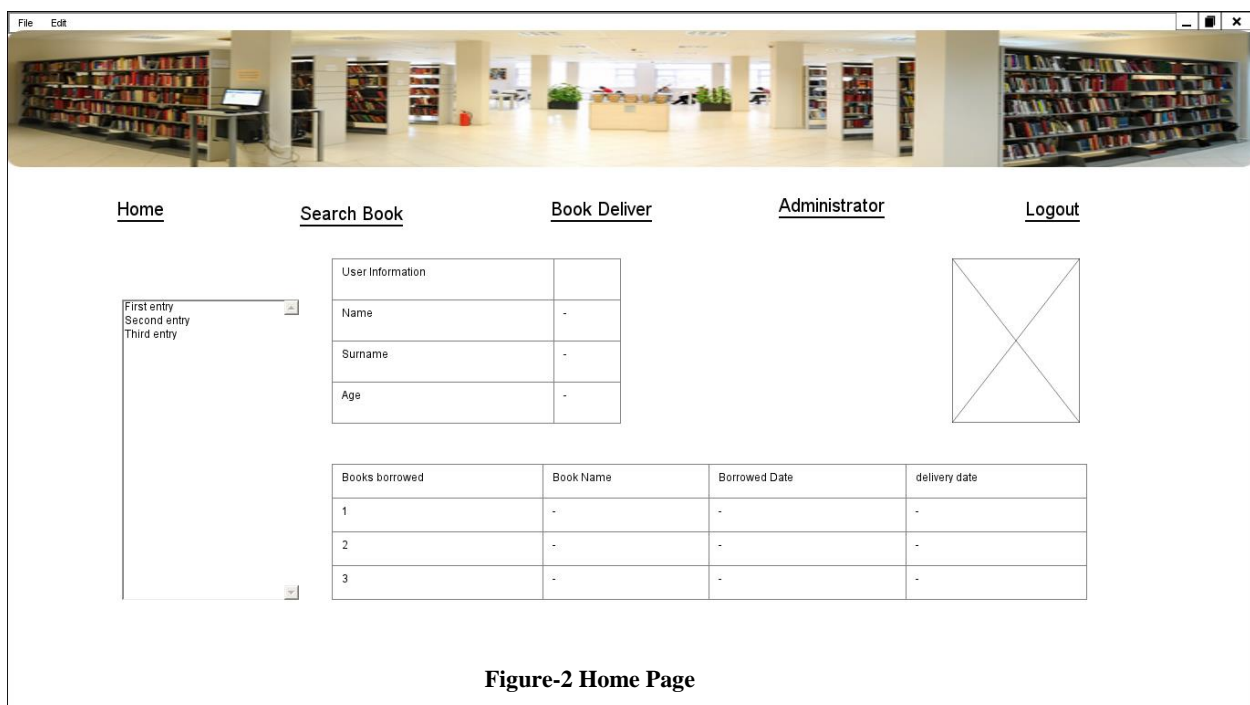 File Edit
Home Search Book Book Deliver Administrator Logout
First entry
Second entry
Third entry
User Information
Name -
Surname -
Age -
Books borrowed Book Name Borrowed Date delivery date
1 - - -
2 - - -
3 - - -
Figure-2 Home Page